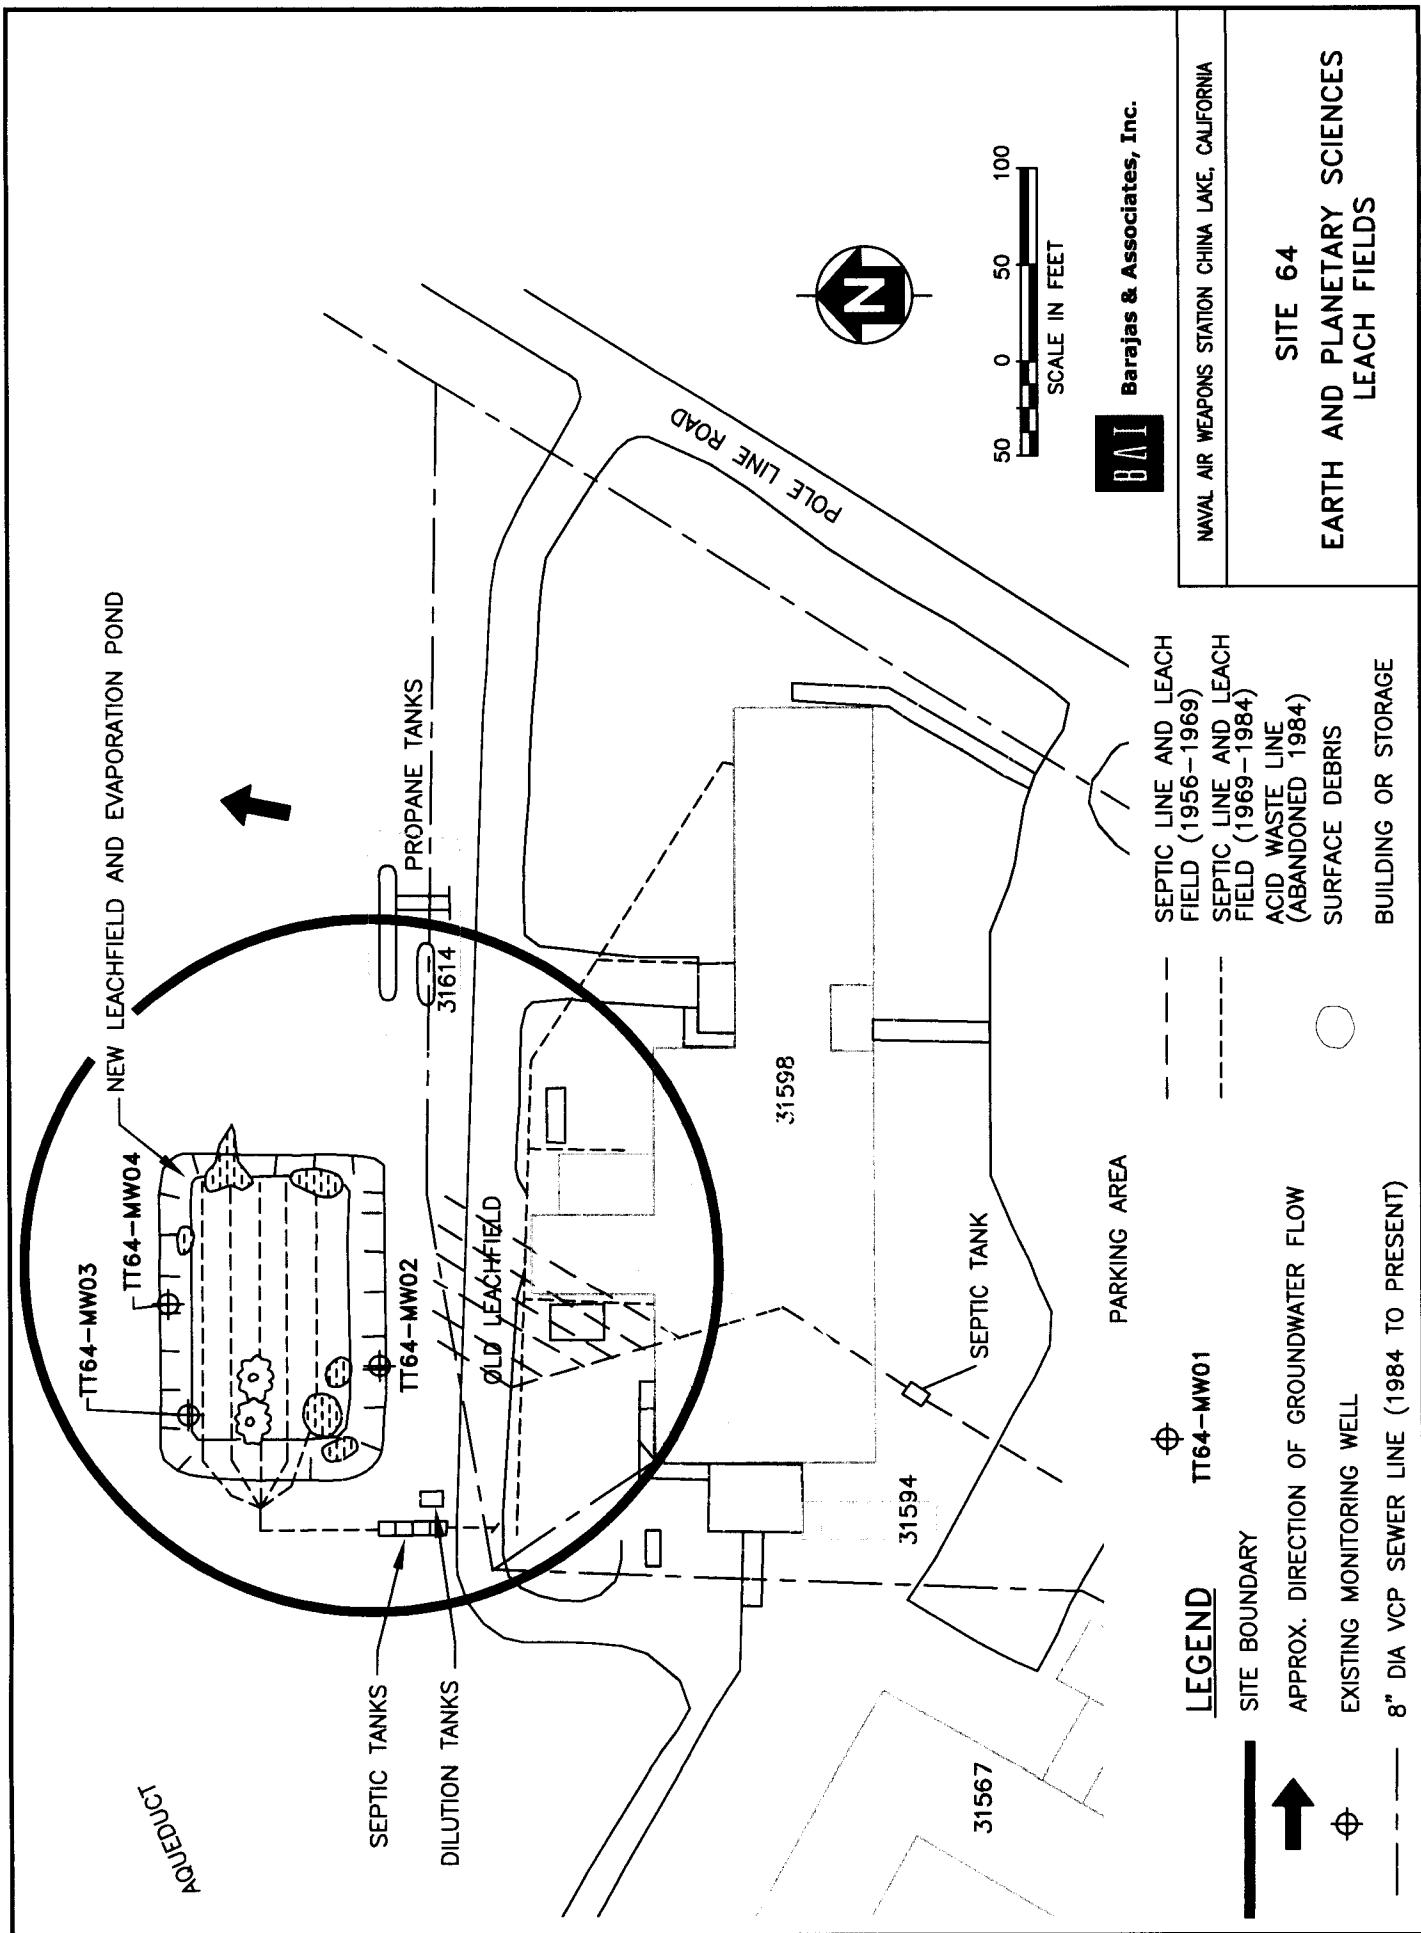 AQUEDUCT
NEW LEACHFIELD AND EVAPORATION POND
TT64-MW03
TT64-MW04
TT64-MW02
SEPTIC TANKS
DILUTION TANKS
OLD LEACHFIELD
PROPANE TANKS
31614
POLE LINE ROAD
31598
31594
31567
SEPTIC TANK
PARKING AREA
TT64-MW01
N
50 0 50 100
SCALE IN FEET
BAI
Barajas & Associates, Inc.
LEGEND
SITE BOUNDARY
APPROX. DIRECTION OF GROUNDWATER FLOW
EXISTING MONITORING WELL
8" DIA VCP SEWER LINE (1984 TO PRESENT)
SEPTIC LINE AND LEACH
FIELD (1956-1969)
SEPTIC LINE AND LEACH
FIELD (1969-1984)
ACID WASTE LINE
(ABANDONED 1984)
SURFACE DEBRIS
BUILDING OR STORAGE
NAVAL AIR WEAPONS STATION CHINA LAKE, CALIFORNIA
SITE 64
EARTH AND PLANETARY SCIENCES
LEACH FIELDS